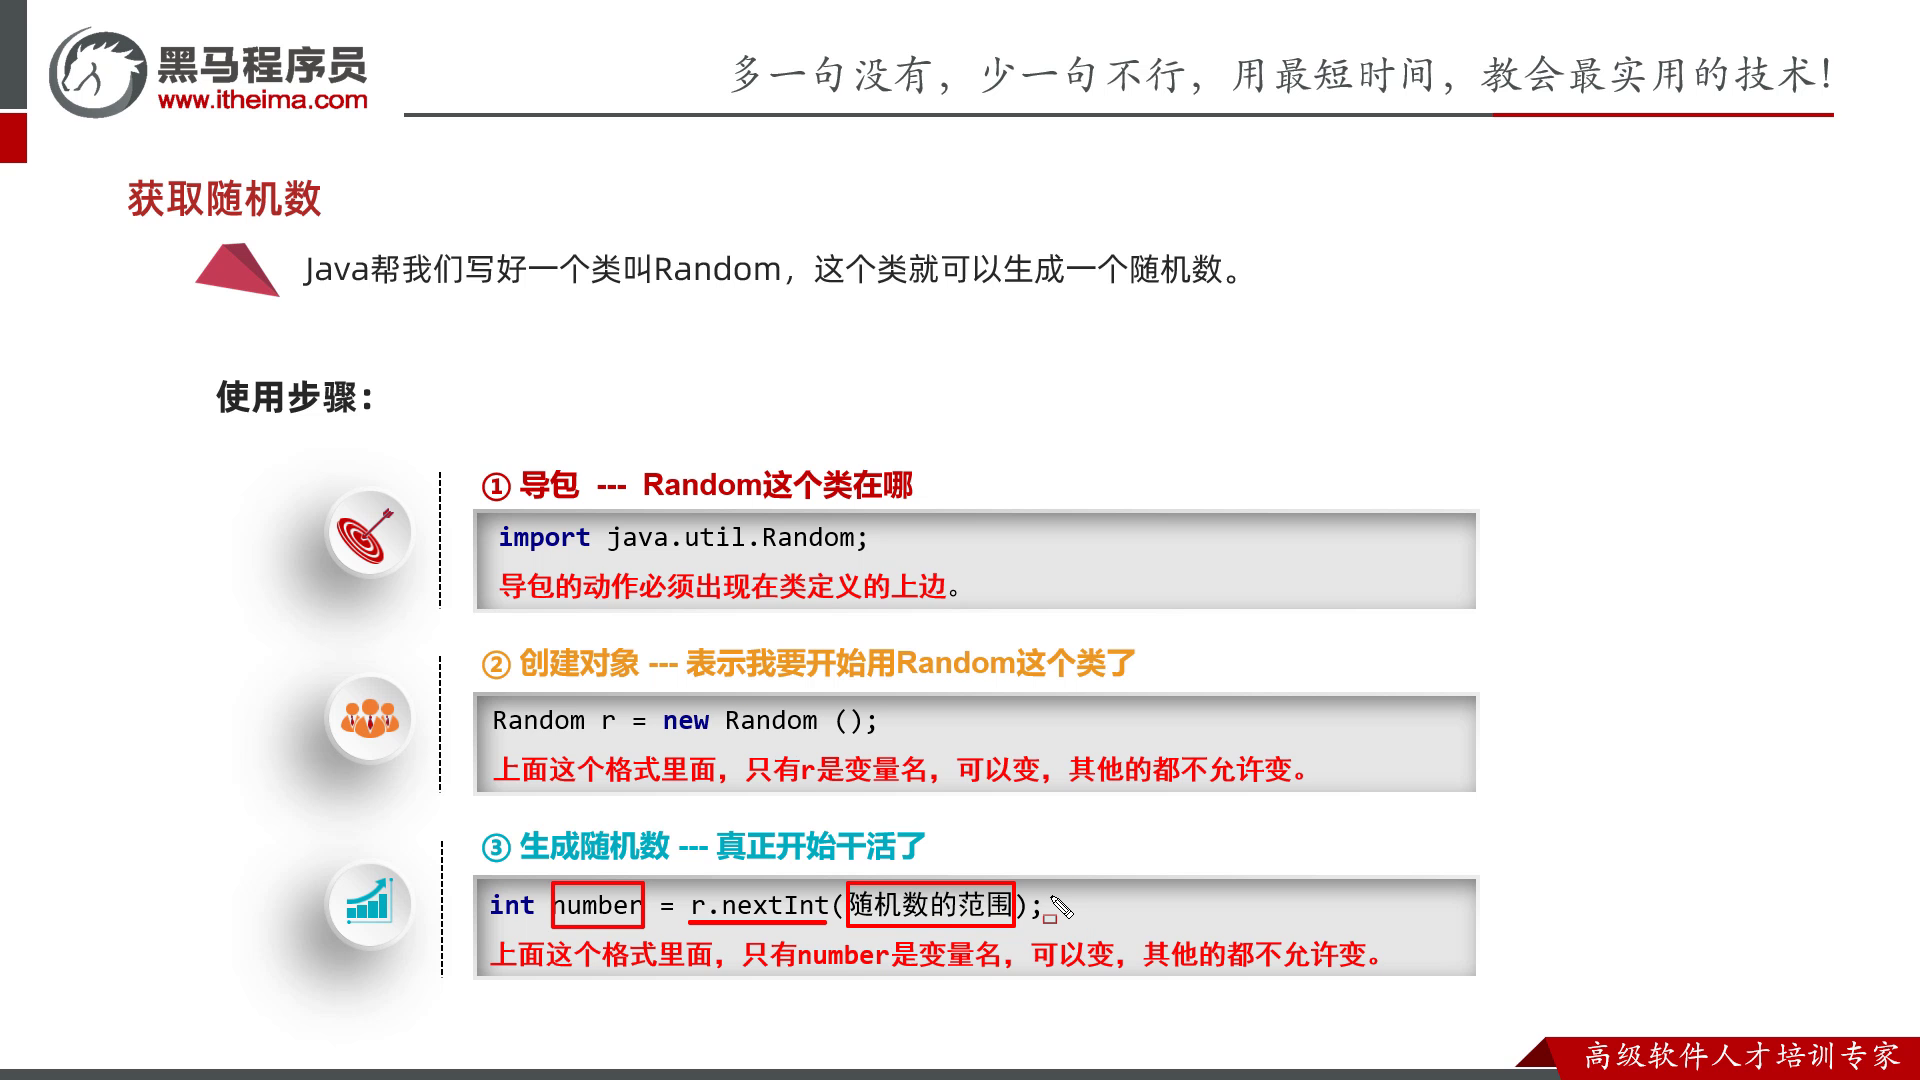 黑马程序员
www.itheima.com
多一句没有，少一句不行，用最短时间，教会最实用的技术！
获取随机数
Java帮我们写好一个类叫Random，这个类就可以生成一个随机数。
使用步骤：
① 导包 --- Random这个类在哪
import java.util.Random;
导包的动作必须出现在类定义的上边。
② 创建对象 --- 表示我要开始用Random这个类了
Random r = new Random ();
上面这个格式里面，只有r是变量名，可以变，其他的都不允许变。
③ 生成随机数 --- 真正开始干活了
int number = r.nextInt(随机数的范围);
上面这个格式里面，只有number是变量名，可以变，其他的都不允许变。
高级软件人才培训专家